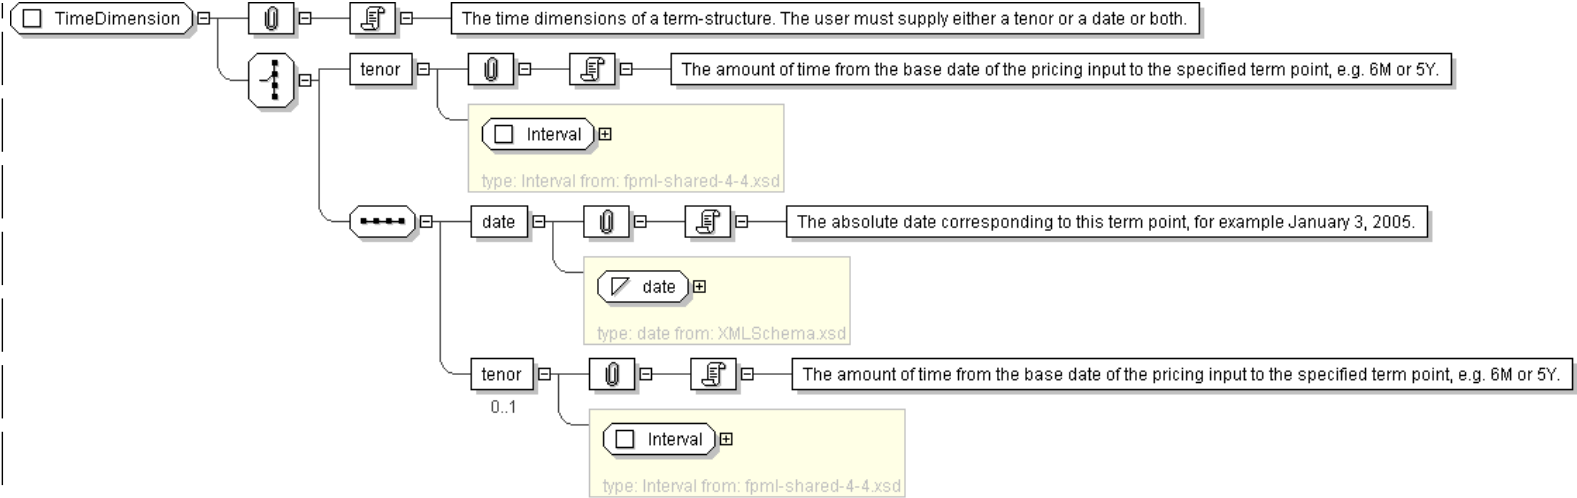 TimeDimension
The time dimensions of a term-structure. The user must supply either a tenor or a date or both.
tenor
The amount of time from the base date of the pricing input to the specified term point, e.g. 6M or 5Y.
Interval
type: Interval from: fpml-shared-4-4.xsd
date
The absolute date corresponding to this term point, for example January 3, 2005.
date
type: date from: XMLSchema.xsd
tenor
The amount of time from the base date of the pricing input to the specified term point, e.g. 6M or 5Y.
0..1
Interval
type: Interval from: fpml-shared-4-4.xsd